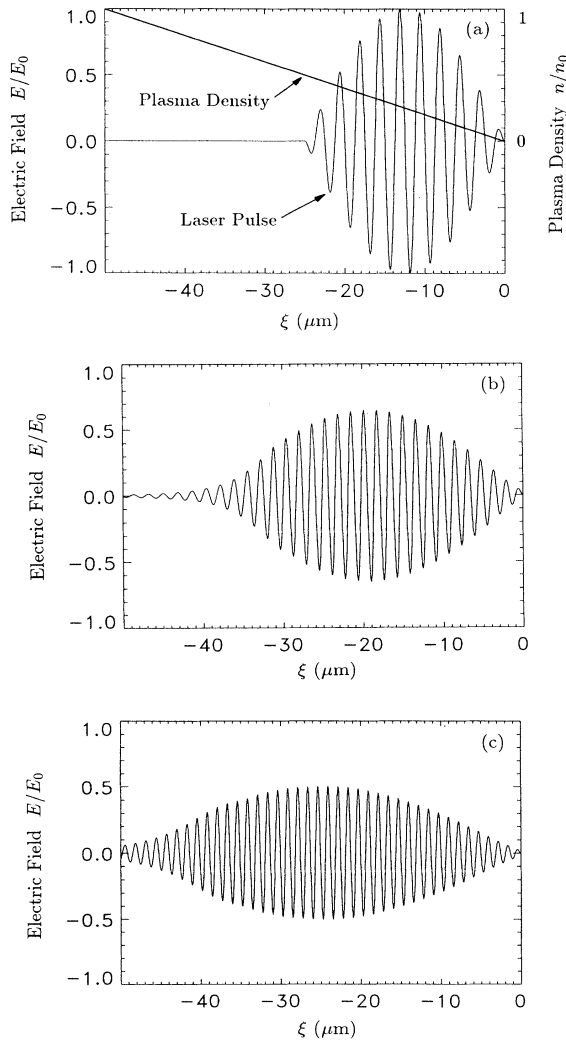 (a)
1.0
0.5
0.0
−0.5
−1.0
Electric Field E/E₀
1
0
Plasma Density n/n₀
Plasma Density
Laser Pulse
−40
−30
−20
−10
0
ξ (μm)
(b)
1.0
0.5
0.0
−0.5
−1.0
Electric Field E/E₀
−40
−30
−20
−10
0
ξ (μm)
(c)
1.0
0.5
0.0
−0.5
−1.0
Electric Field E/E₀
−40
−30
−20
−10
0
ξ (μm)